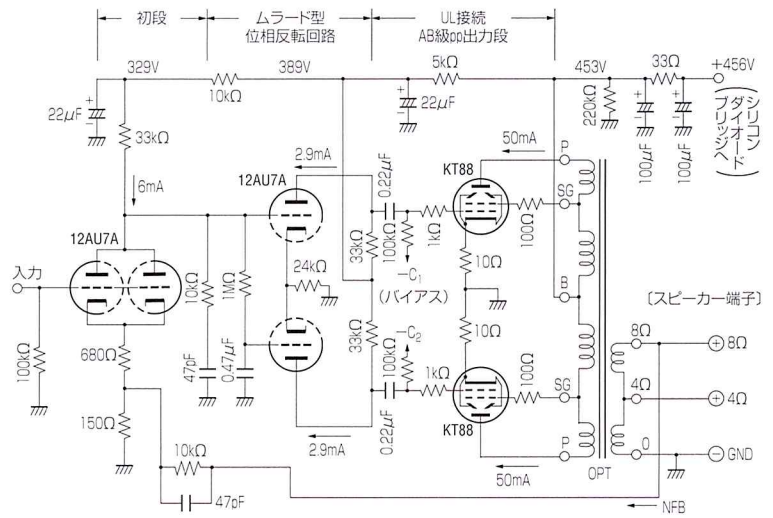 初段
ムラード型
位相反転回路
UL接続
AB級pp出力段
329V
389V
5kΩ
453V
33Ω
+456V
10kΩ
22μF
22μF
220kΩ
100μF
100μF
(シリコンダイオードブリッジへ)
33kΩ
6mA
2.9mA
12AU7A
0.22μF
KT88
50mA
P
SG
100Ω
12AU7A
入力
100kΩ
10kΩ
1MΩ
24kΩ
33kΩ
100kΩ
1kΩ
10Ω
−C1
(バイアス)
B
〔スピーカー端子〕
680Ω
47pF
0.47μF
33kΩ
−C2
100kΩ
1kΩ
10Ω
100Ω
SG
8Ω
8Ω
4Ω
4Ω
150Ω
0.22μF
KT88
P
0
GND
10kΩ
2.9mA
50mA
OPT
47pF
NFB